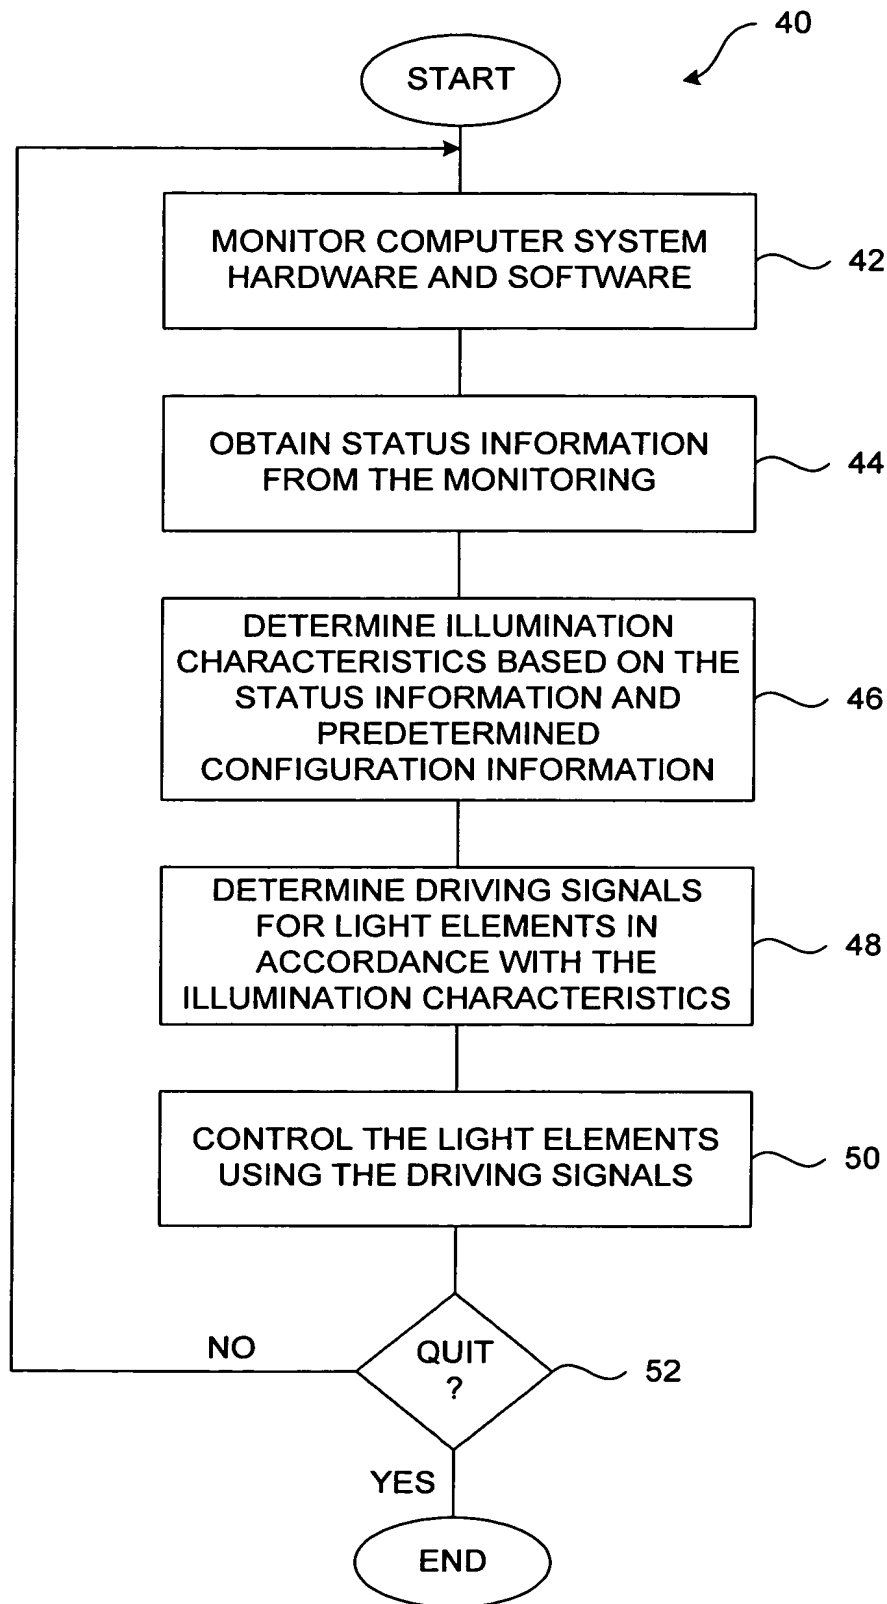 40
START
MONITOR COMPUTER SYSTEM
HARDWARE AND SOFTWARE
42
OBTAIN STATUS INFORMATION
FROM THE MONITORING
44
DETERMINE ILLUMINATION
CHARACTERISTICS BASED ON THE
STATUS INFORMATION AND
PREDETERMINED
CONFIGURATION INFORMATION
46
DETERMINE DRIVING SIGNALS
FOR LIGHT ELEMENTS IN
ACCORDANCE WITH THE
ILLUMINATION CHARACTERISTICS
48
CONTROL THE LIGHT ELEMENTS
USING THE DRIVING SIGNALS
50
NO
QUIT
?
52
YES
END